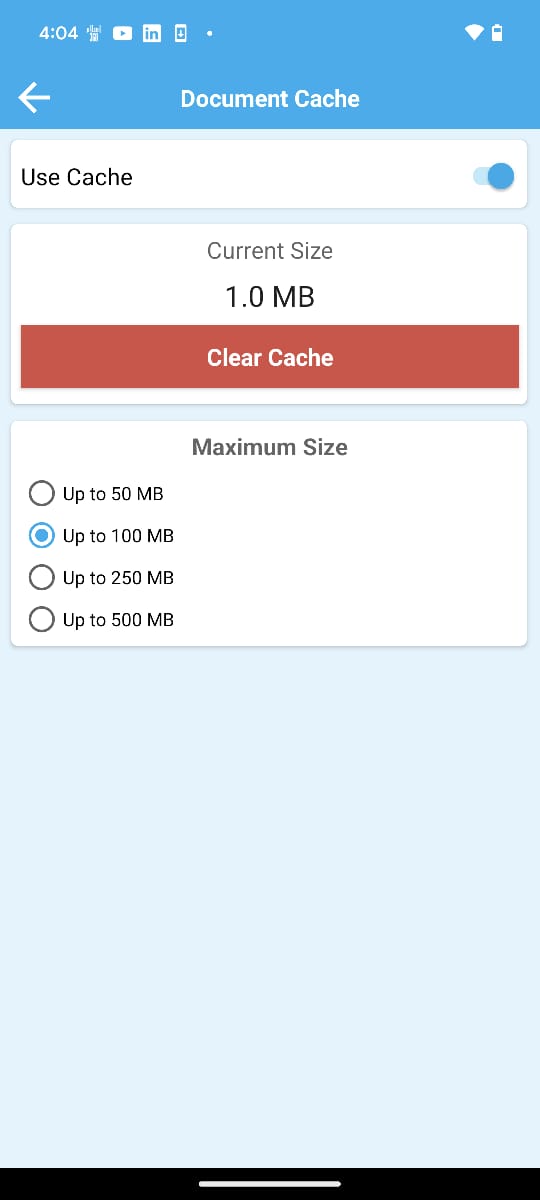 4:04
in
Document Cache
Use Cache
Current Size
1.0 MB
Clear Cache
Maximum Size
Up to 50 MB
Up to 100 MB
Up to 250 MB
Up to 500 MB